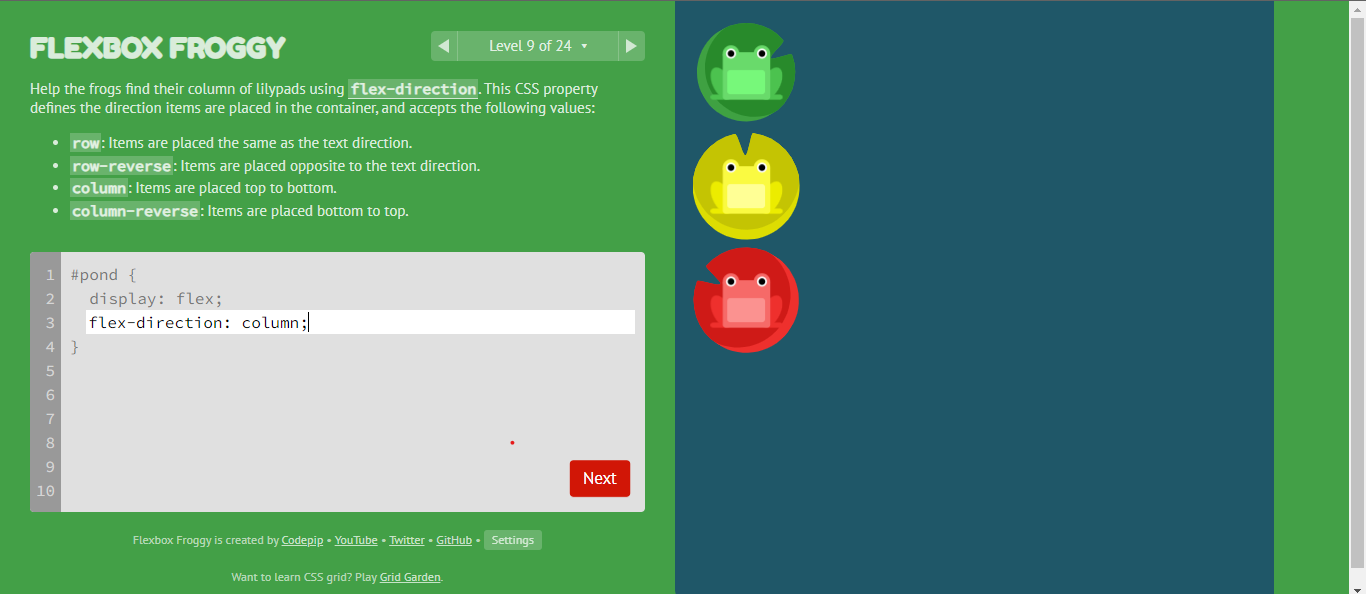 FLEXBOX FROGGY
Level 9 of 24
Help the frogs find their column of lilypads using flex-direction. This CSS property
defines the direction items are placed in the container, and accepts the following values:
• row: Items are placed the same as the text direction.
• row-reverse: Items are placed opposite to the text direction.
• column: Items are placed top to bottom.
• column-reverse: Items are placed bottom to top.
1 #pond {
2 display: flex;
3 flex-direction: column;
4 }
5
6
7
8
9
10
Next
Flexbox Froggy is created by Codepip • YouTube • Twitter • GitHub • Settings
Want to learn CSS grid? Play Grid Garden.